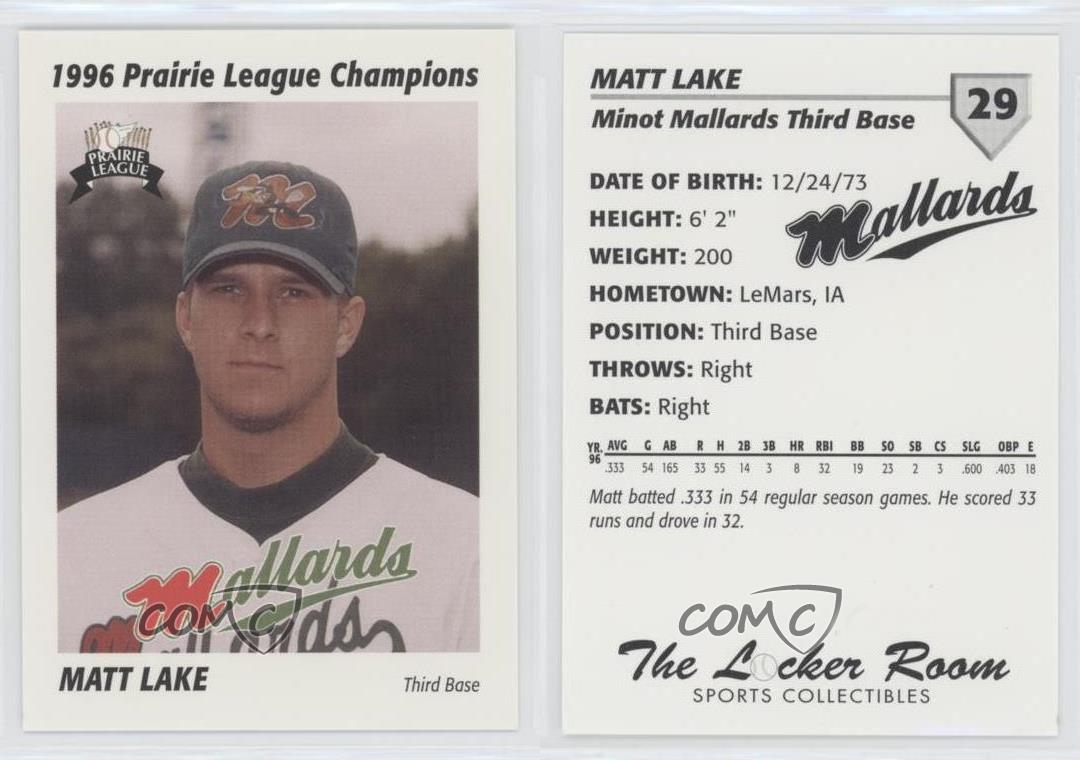 1996 Prairie League Champions
PRAIRIE
LEAGUE
M
Mallards
COMC
Mallards
MATT LAKE
Third Base
MATT LAKE
29
Minot Mallards Third Base
DATE OF BIRTH: 12/24/73
Mallards
HEIGHT: 6' 2"
WEIGHT: 200
HOMETOWN: LeMars, IA
POSITION: Third Base
THROWS: Right
BATS: Right
YR. AVG G AB R H 2B 3B HR RBI BB SO SB CS SLG OBP E
96 .333 54 165 33 55 14 3 8 32 19 23 2 3 .600 .403 18
Matt batted .333 in 54 regular season games. He scored 33
runs and drove in 32.
COMC
The Locker Room
SPORTS COLLECTIBLES